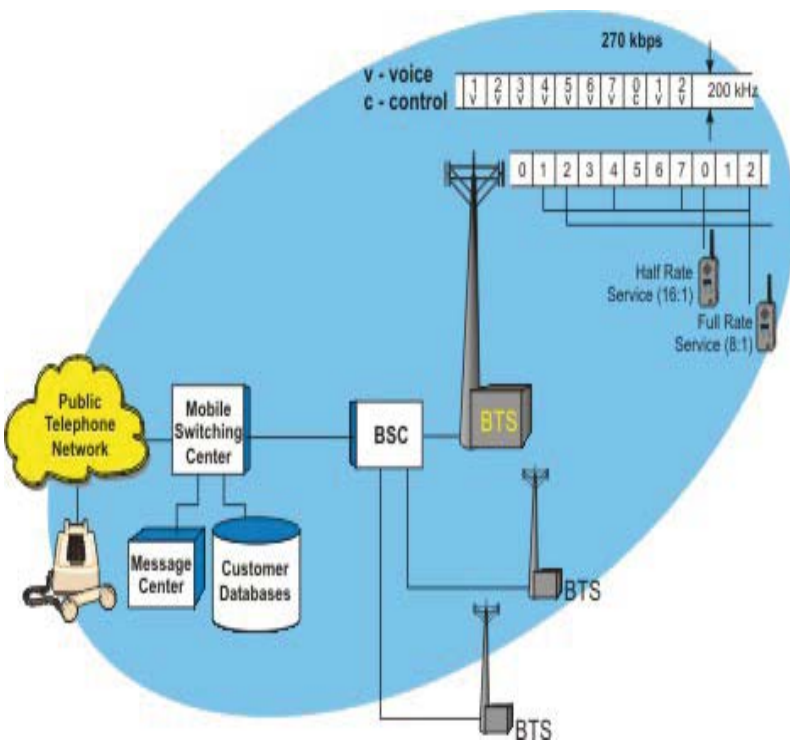 270 kbps
v - voice
c - control
1 2 3 4 5 6 7 0 1 2
V V V V V V V C V V
200 kHz
0 1 2 3 4 5 6 7 0 1 2
Half Rate
Service (16:1)
Full Rate
Service (8:1)
Public
Telephone
Network
Mobile
Switching
Center
BSC
BTS
Message
Center
Customer
Databases
BTS
BTS